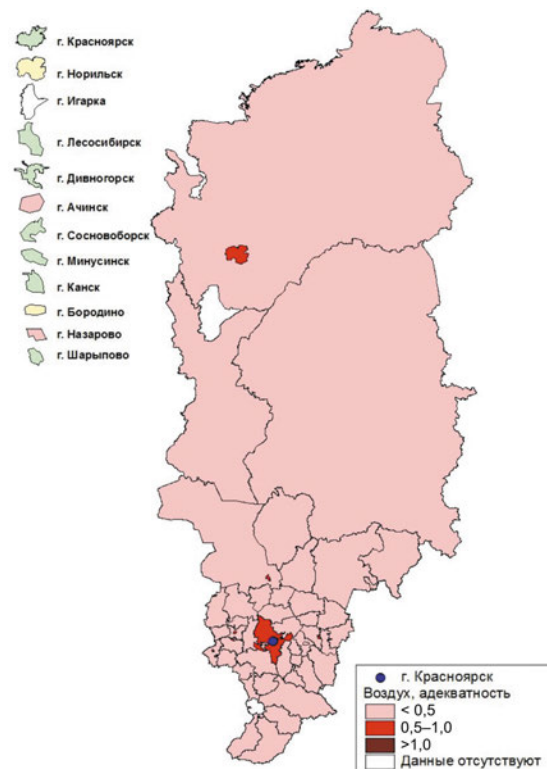 г. Красноярск
г. Норильск
г. Игарка
г. Лесосибирск
г. Дивногорск
г. Ачинск
г. Сосновоборск
г. Минусинск
г. Канск
г. Бородино
г. Назарово
г. Шарыпово
г. Красноярск
Воздух, адекватность
< 0,5
0,5–1,0
>1,0
Данные отсутствуют